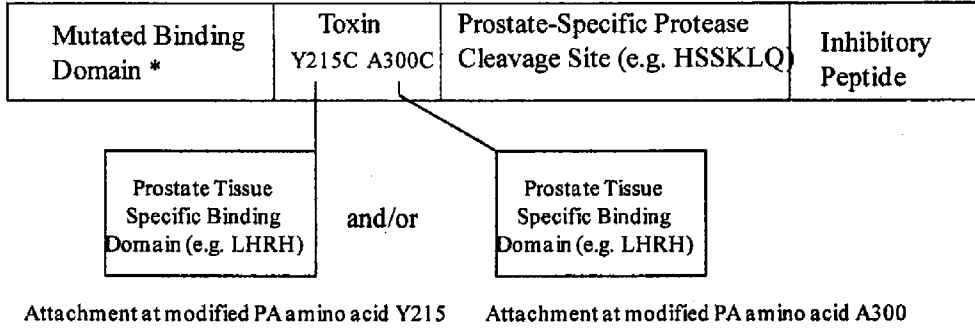 Mutated Binding
Domain *
Toxin
Y215C A300C
Prostate-Specific Protease
Cleavage Site (e.g. HSSKLQ)
Inhibitory
Peptide
Prostate Tissue
Specific Binding
Domain (e.g. LHRH)
and/or
Prostate Tissue
Specific Binding
Domain (e.g. LHRH)
Attachment at modified PA amino acid Y215
Attachment at modified PA amino acid A300